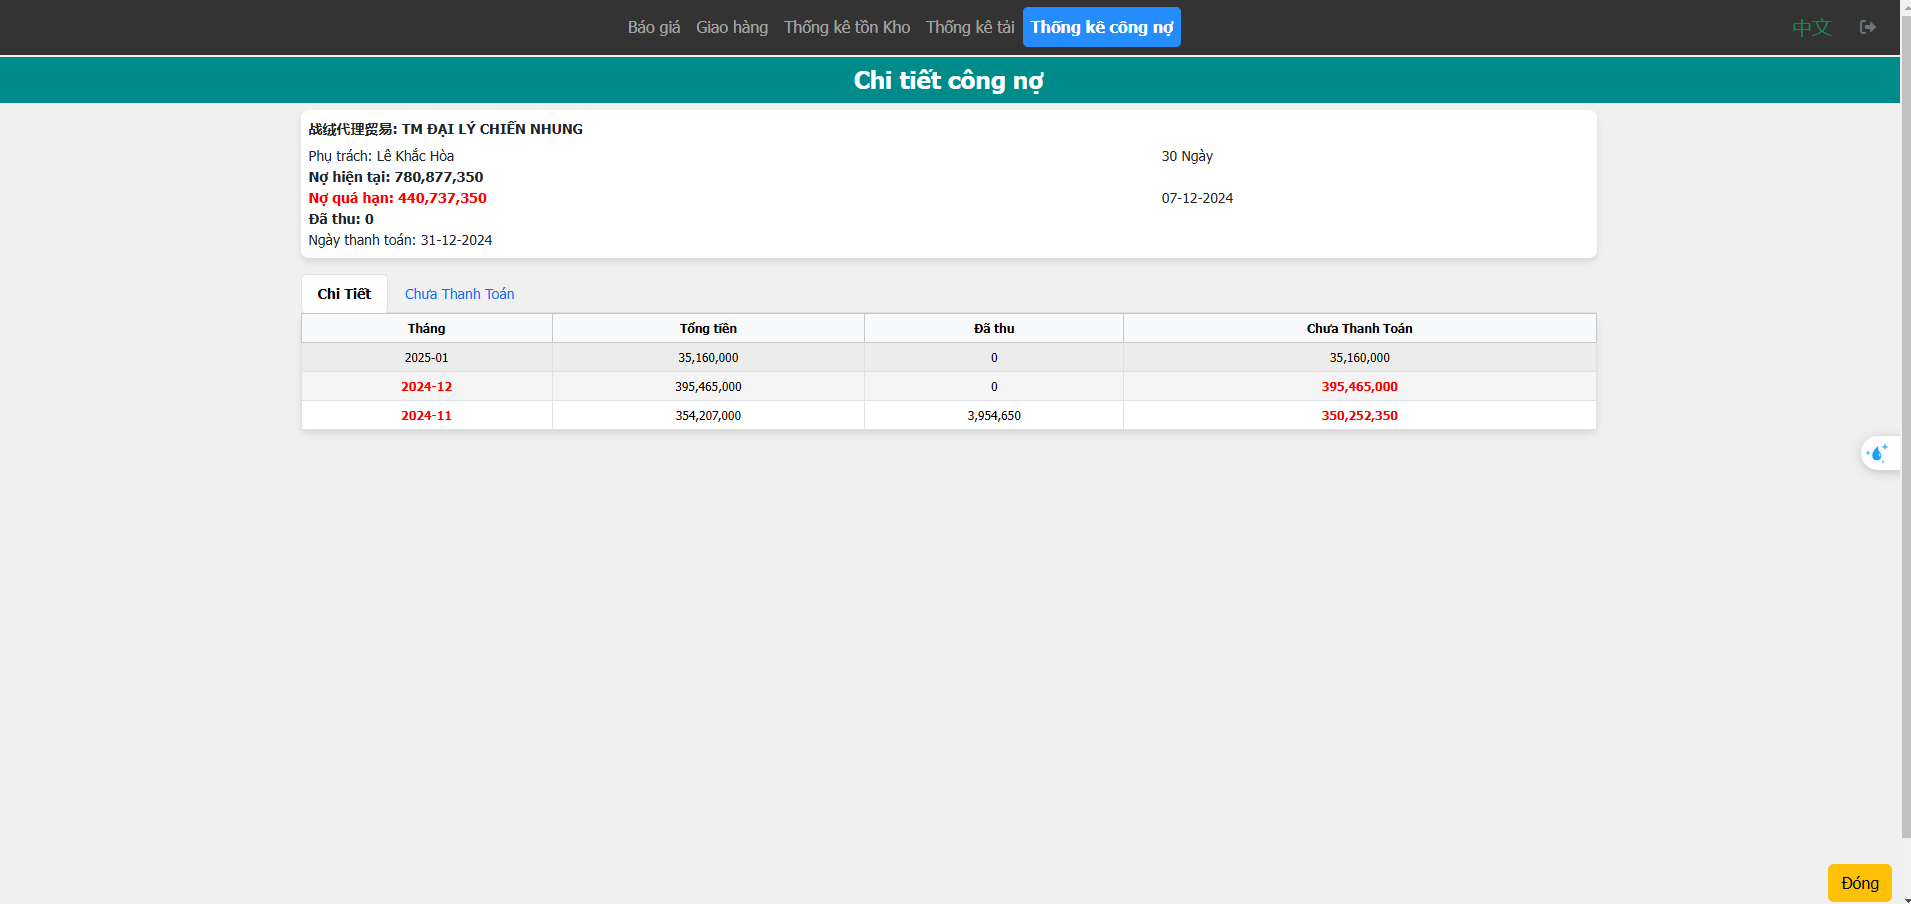 Báo giá Giao hàng Thống kê tồn Kho Thống kê tải Thống kê công nợ 中文
Chi tiết công nợ
战绒代理贸易: TM ĐẠI LÝ CHIẾN NHUNG
Phụ trách: Lê Khắc Hòa 30 Ngày
Nợ hiện tại: 780,877,350
Nợ quá hạn: 440,737,350 07-12-2024
Đã thu: 0
Ngày thanh toán: 31-12-2024
Chi Tiết Chưa Thanh Toán
Tháng Tổng tiền Đã thu Chưa Thanh Toán
2025-01 35,160,000 0 35,160,000
2024-12 395,465,000 0 395,465,000
2024-11 354,207,000 3,954,650 350,252,350
Đóng